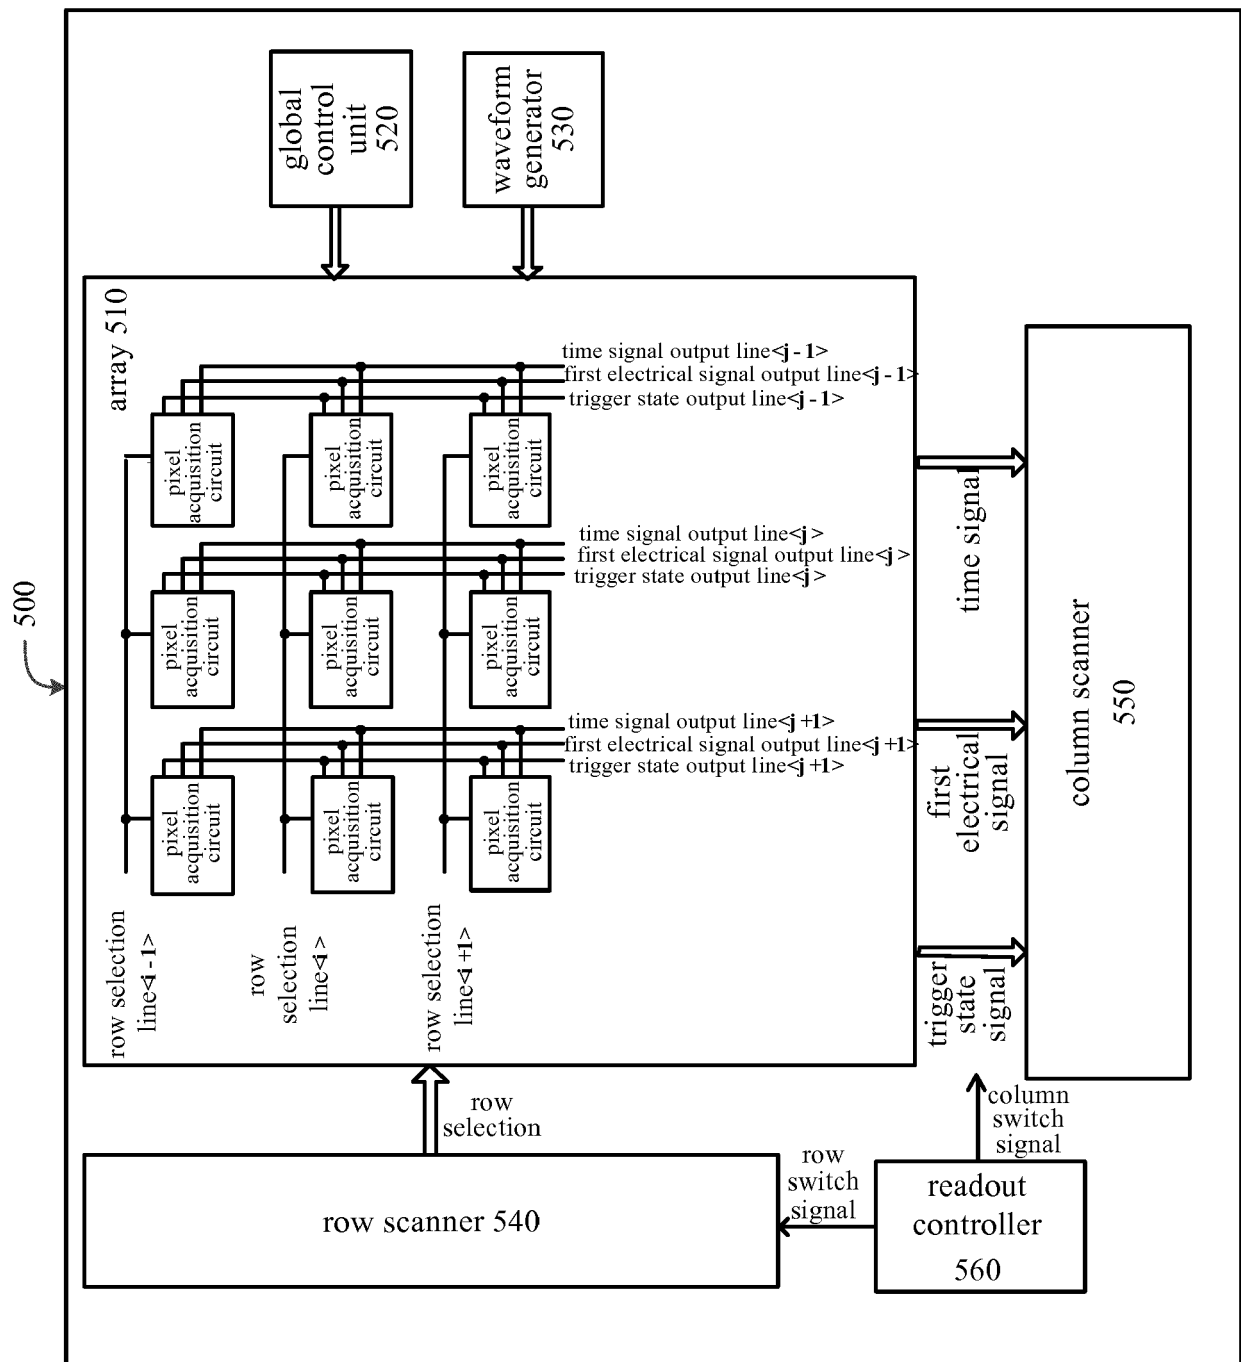 global
control
unit
520
waveform
generator
530
500
array 510
time signal output line<j-1>
first electrical signal output line<j-1>
trigger state output line<j-1>
pixel
acquisition
circuit
pixel
acquisition
circuit
pixel
acquisition
circuit
time signal output line<j>
first electrical signal output line<j>
trigger state output line<j>
pixel
acquisition
circuit
pixel
acquisition
circuit
pixel
acquisition
circuit
time signal output line<j+1>
first electrical signal output line<j+1>
trigger state output line<j+1>
pixel
acquisition
circuit
pixel
acquisition
circuit
pixel
acquisition
circuit
row selection
line<i-1>
row
selection
line<i>
row selection
line<i+1>
time signal
first
electrical
signal
trigger
state
signal
column scanner
550
row
selection
row scanner 540
row
switch
signal
column
switch
signal
readout
controller
560